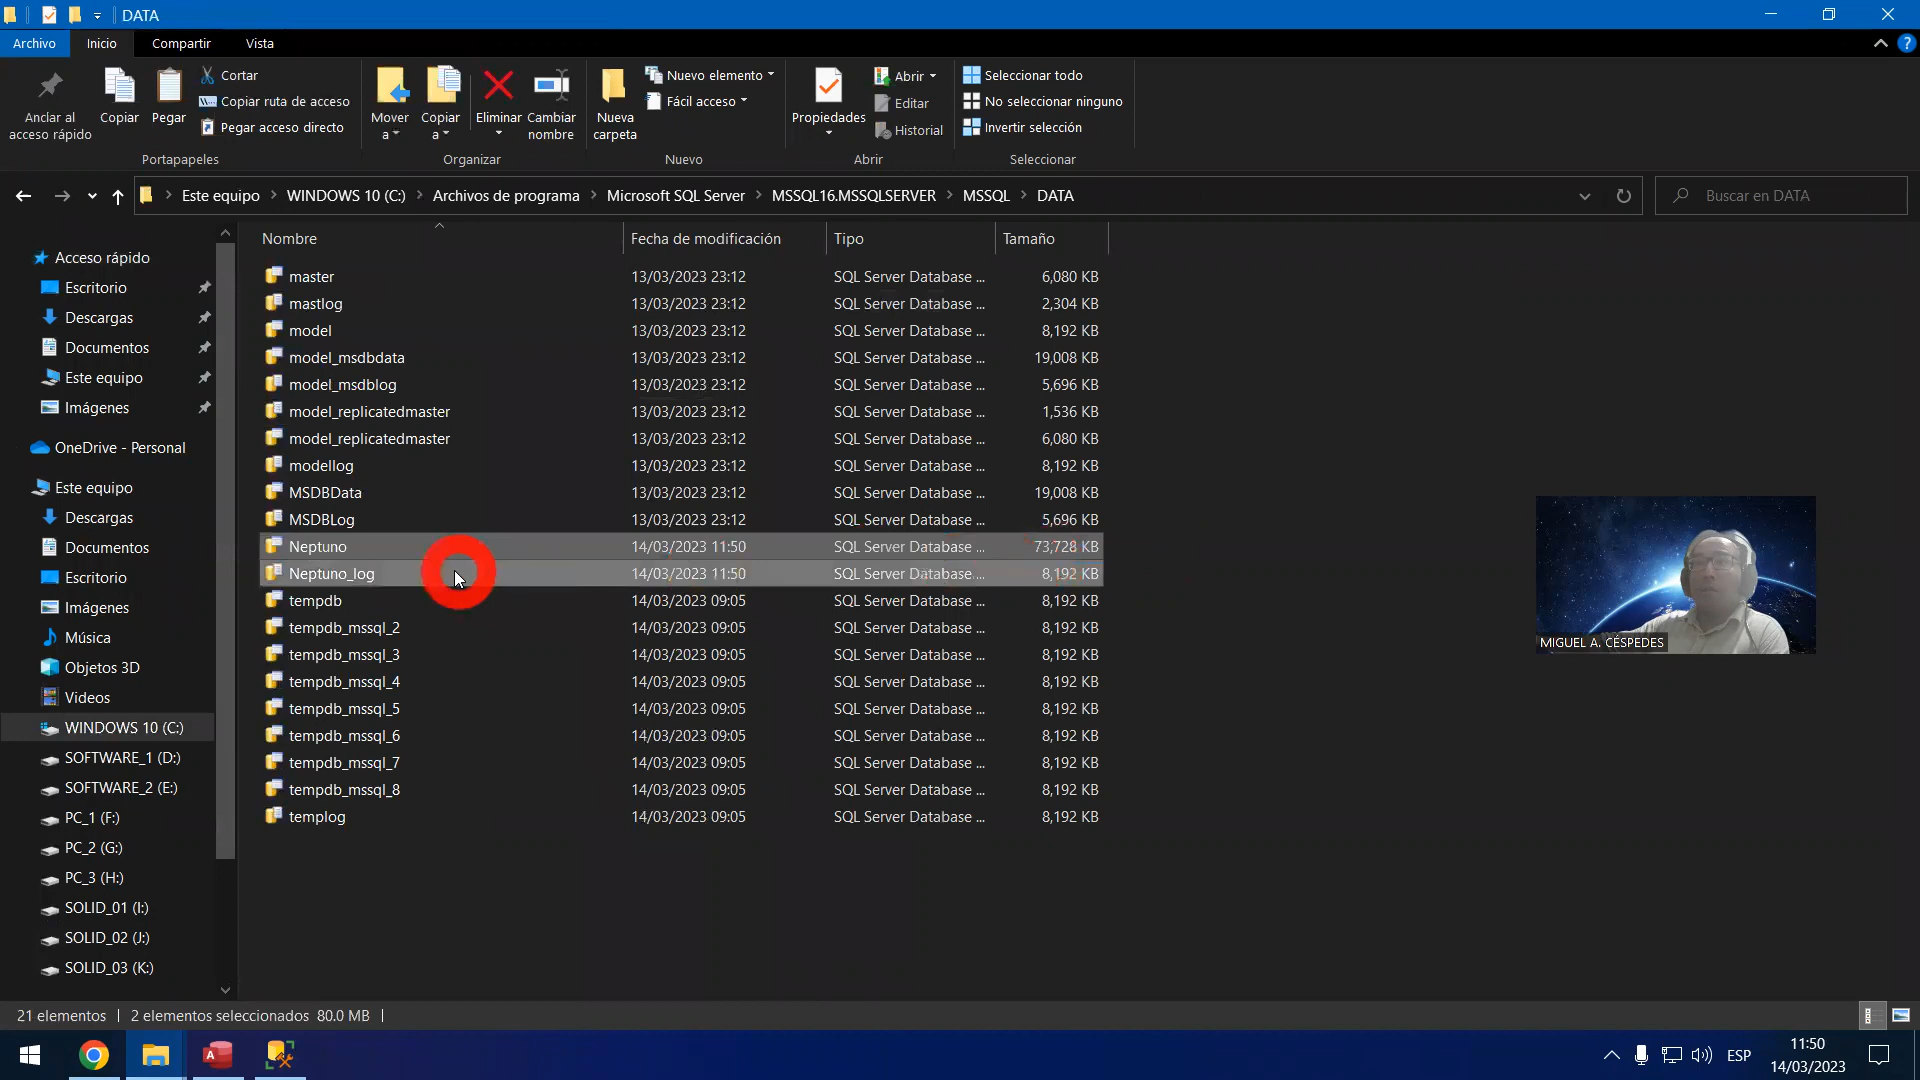 DATA
Archivo Inicio Compartir Vista
Anclar al acceso rápido
Copiar
Pegar
Cortar
Copiar ruta de acceso
Pegar acceso directo
Portapapeles
Mover a
Copiar a
Eliminar
Cambiar nombre
Organizar
Nueva carpeta
Nuevo elemento
Fácil acceso
Nuevo
Propiedades
Abrir
Editar
Historial
Abrir
Seleccionar todo
No seleccionar ninguno
Invertir selección
Seleccionar
Este equipo > WINDOWS 10 (C:) > Archivos de programa > Microsoft SQL Server > MSSQL16.MSSQLSERVER > MSSQL > DATA
Buscar en DATA
Acceso rápido
Escritorio
Descargas
Documentos
Este equipo
Imágenes
OneDrive - Personal
Este equipo
Descargas
Documentos
Escritorio
Imágenes
Música
Objetos 3D
Videos
WINDOWS 10 (C:)
SOFTWARE_1 (D:)
SOFTWARE_2 (E:)
PC_1 (F:)
PC_2 (G:)
PC_3 (H:)
SOLID_01 (I:)
SOLID_02 (J:)
SOLID_03 (K:)
Nombre Fecha de modificación Tipo Tamaño
master 13/03/2023 23:12 SQL Server Database ... 6,080 KB
mastlog 13/03/2023 23:12 SQL Server Database ... 2,304 KB
model 13/03/2023 23:12 SQL Server Database ... 8,192 KB
model_msdbdata 13/03/2023 23:12 SQL Server Database ... 19,008 KB
model_msdblog 13/03/2023 23:12 SQL Server Database ... 5,696 KB
model_replicatedmaster 13/03/2023 23:12 SQL Server Database ... 1,536 KB
model_replicatedmaster 13/03/2023 23:12 SQL Server Database ... 6,080 KB
modellog 13/03/2023 23:12 SQL Server Database ... 8,192 KB
MSDBData 13/03/2023 23:12 SQL Server Database ... 19,008 KB
MSDBLog 13/03/2023 23:12 SQL Server Database ... 5,696 KB
Neptuno 14/03/2023 11:50 SQL Server Database ... 73,728 KB
Neptuno_log 14/03/2023 11:50 SQL Server Database ... 8,192 KB
tempdb 14/03/2023 09:05 SQL Server Database ... 8,192 KB
tempdb_mssql_2 14/03/2023 09:05 SQL Server Database ... 8,192 KB
tempdb_mssql_3 14/03/2023 09:05 SQL Server Database ... 8,192 KB
tempdb_mssql_4 14/03/2023 09:05 SQL Server Database ... 8,192 KB
tempdb_mssql_5 14/03/2023 09:05 SQL Server Database ... 8,192 KB
tempdb_mssql_6 14/03/2023 09:05 SQL Server Database ... 8,192 KB
tempdb_mssql_7 14/03/2023 09:05 SQL Server Database ... 8,192 KB
tempdb_mssql_8 14/03/2023 09:05 SQL Server Database ... 8,192 KB
templog 14/03/2023 09:05 SQL Server Database ... 8,192 KB
MIGUEL A. CÉSPEDES
21 elementos 2 elementos seleccionados 80.0 MB
ESP
11:50
14/03/2023